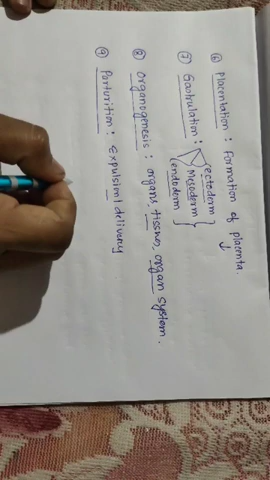 ⑥ Placentation : formation of placenta.
↓
⑦ Gastrulation : ectoderm
Mesoderm
endoderm
⑧ Organogenesis : organs, tissues, organ system.
⑨ Parturition : Expulsion / delivery